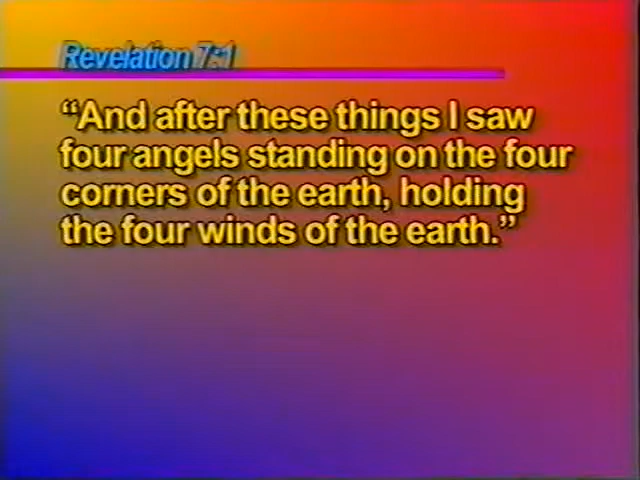 Revelation 7:1
“And after these things I saw
four angels standing on the four
corners of the earth, holding
the four winds of the earth.”